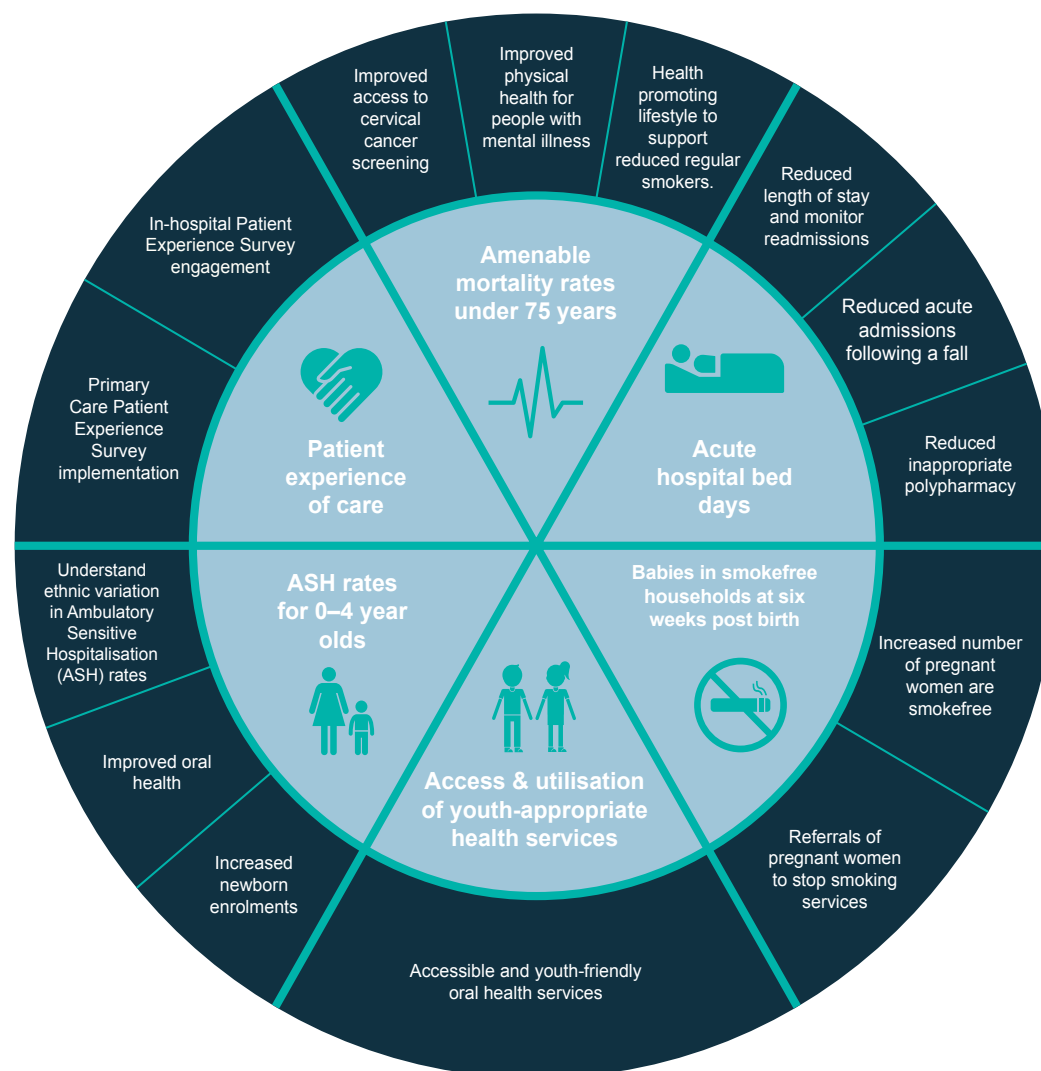 Improved
access to
cervical
cancer
screening
Improved
physical
health for
people with
mental illness
Health
promoting
lifestyle to
support
reduced regular
smokers.
Reduced
length of stay
and monitor
readmissions
Reduced acute
admissions
following a fall
Reduced
inappropriate
polypharmacy
In-hospital Patient
Experience Survey
engagement
Primary
Care Patient
Experience
Survey
implementation
Amenable
mortality rates
under 75 years
Patient
experience
of care
Acute
hospital bed
days
ASH rates
for 0–4 year
olds
Babies in smokefree
households at six
weeks post birth
Access & utilisation
of youth-appropriate
health services
Understand
ethnic variation
in Ambulatory
Sensitive
Hospitalisation
(ASH) rates
Improved oral
health
Increased
newborn
enrolments
Increased number
of pregnant
women are
smokefree
Referrals of
pregnant women
to stop smoking
services
Accessible and youth-friendly
oral health services